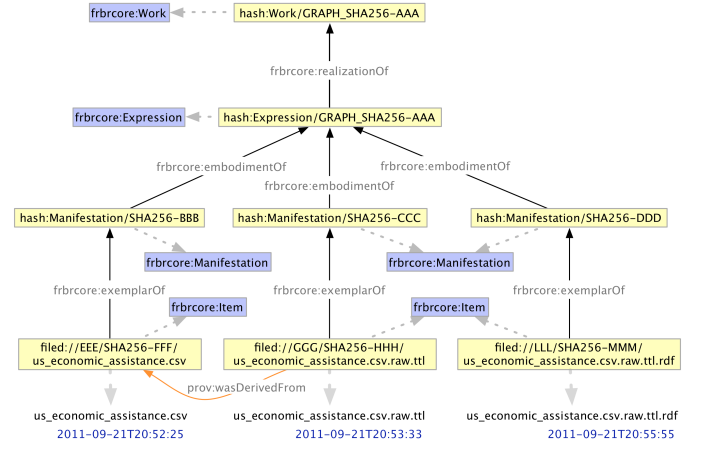 frbrcore:Work
hash:Work/GRAPH_SHA256-AAA
frbrcore:realizationOf
frbrcore:Expression
hash:Expression/GRAPH_SHA256-AAA
frbrcore:embodimentOf
frbrcore:embodimentOf
frbrcore:embodimentOf
hash:Manifestation/SHA256-BBB
hash:Manifestation/SHA256-CCC
hash:Manifestation/SHA256-DDD
frbrcore:Manifestation
frbrcore:Manifestation
frbrcore:exemplarOf
frbrcore:exemplarOf
frbrcore:exemplarOf
frbrcore:Item
frbrcore:Item
filed://EEE/SHA256-FFF/
us_economic_assistance.csv
filed://GGG/SHA256-HHH/
us_economic_assistance.csv.raw.ttl
filed://LLL/SHA256-MMM/
us_economic_assistance.csv.raw.ttl.rdf
prov:wasDerivedFrom
us_economic_assistance.csv
us_economic_assistance.csv.raw.ttl
us_economic_assistance.csv.raw.ttl.rdf
2011-09-21T20:52:25
2011-09-21T20:53:33
2011-09-21T20:55:55